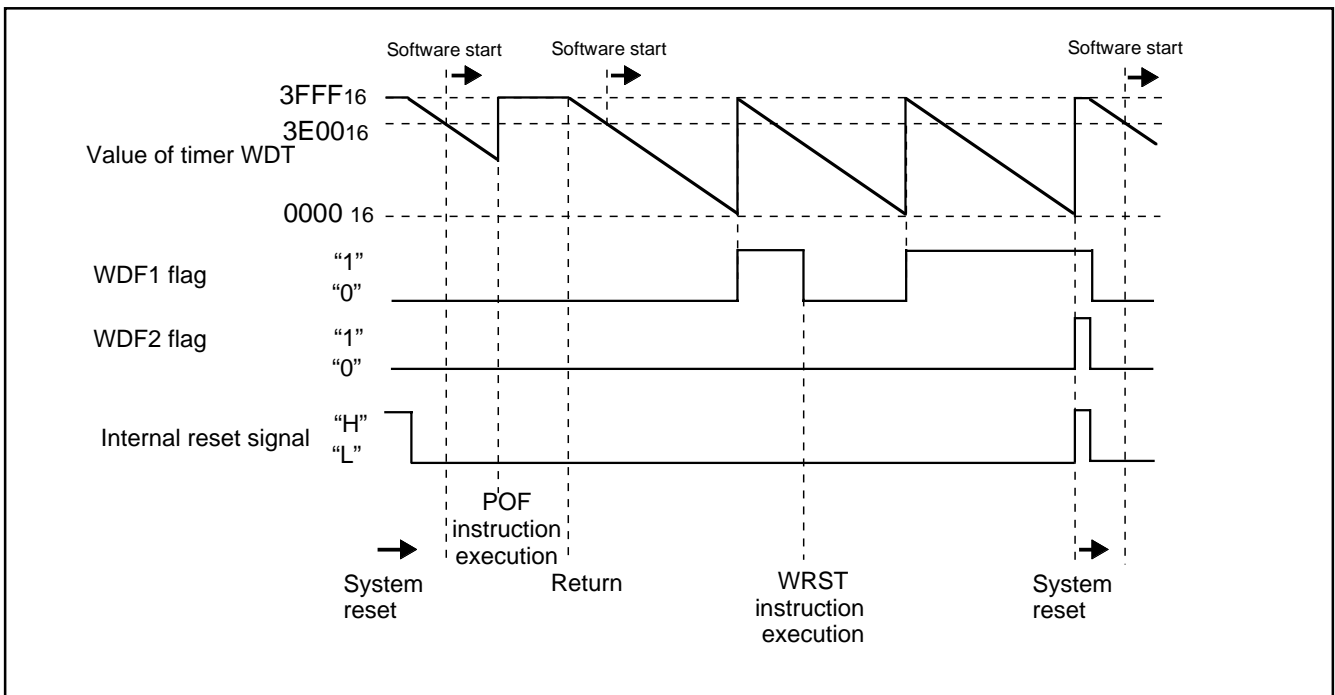 Software start
Software start
Software start
3FFF16
3E0016
Value of timer WDT
0000 16
WDF1 flag
“1”
“0”
WDF2 flag
“1”
“0”
Internal reset signal
“H”
“L”
POF
instruction
execution
System
reset
Return
WRST
instruction
execution
System
reset